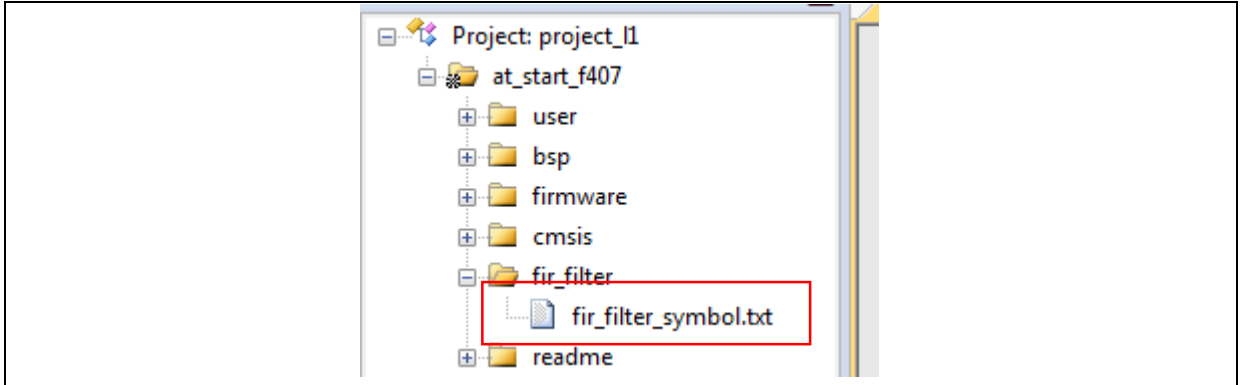 Project: project_l1
at_start_f407
user
bsp
firmware
cmsis
fir_filter
fir_filter_symbol.txt
readme